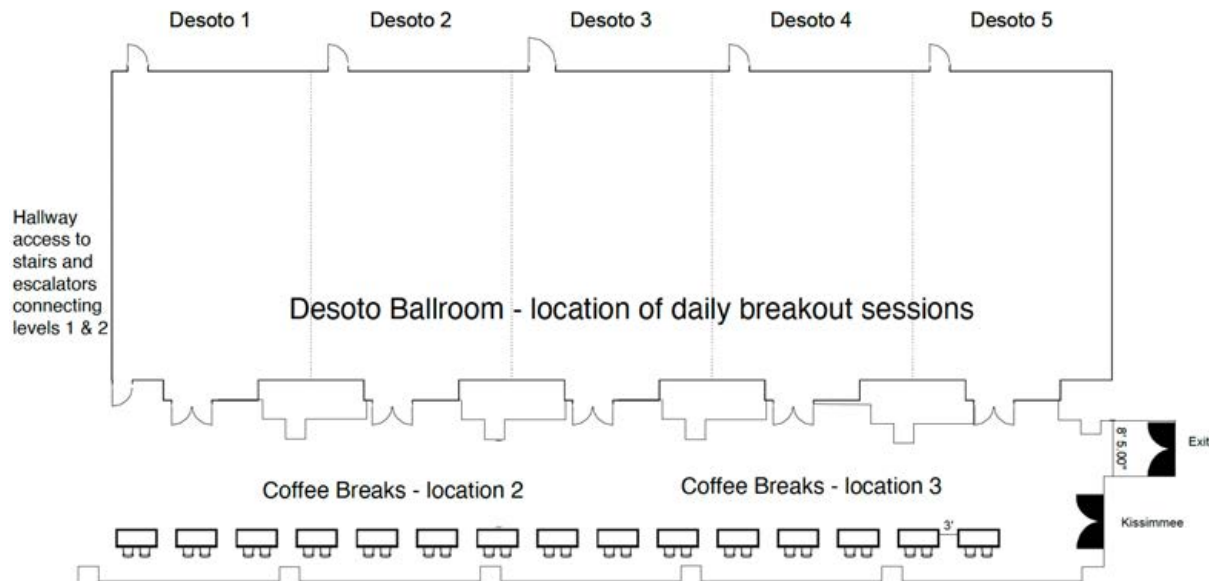 Desoto 1
Desoto 2
Desoto 3
Desoto 4
Desoto 5
Hallway
access to
stairs and
escalators
connecting
levels 1 & 2
Desoto Ballroom - location of daily breakout sessions
8' 5.00"
Exit
Coffee Breaks - location 2
Coffee Breaks - location 3
3'
Kissimmee